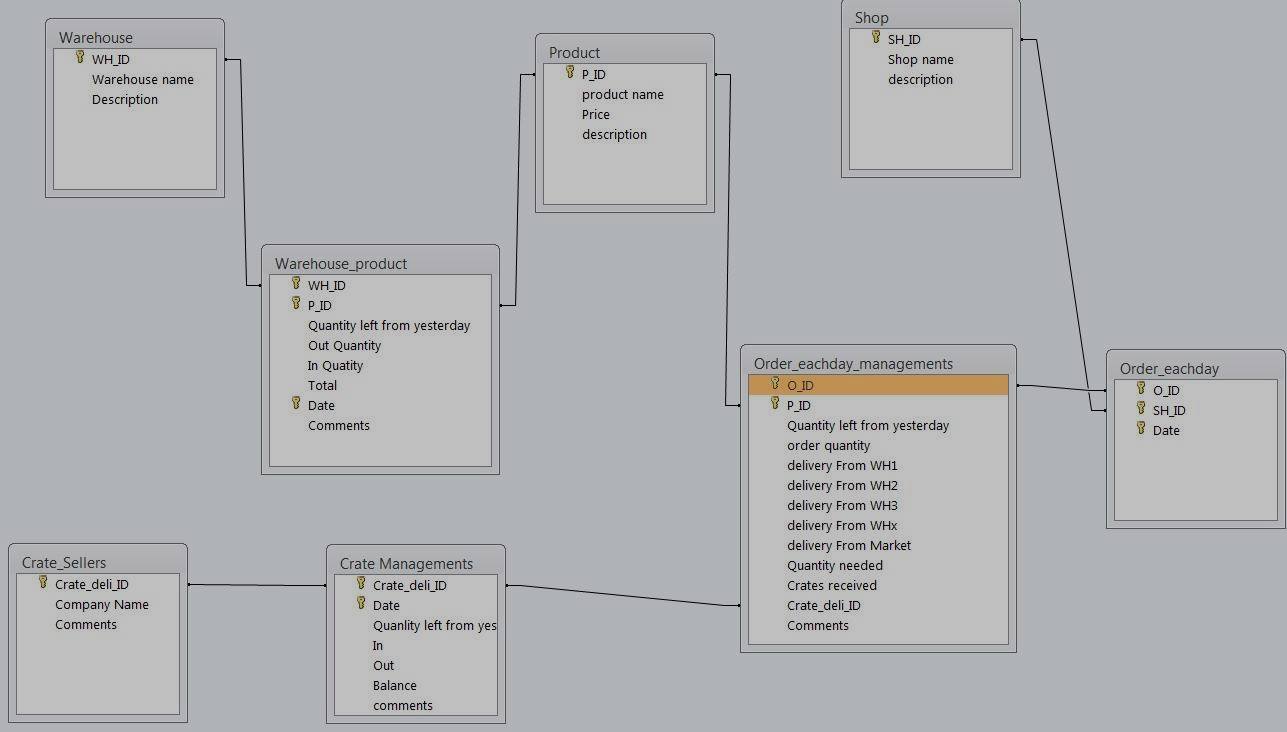 Warehouse
WH_ID
Warehouse name
Description
Product
P_ID
product name
Price
description
Shop
SH_ID
Shop name
description
Warehouse_product
WH_ID
P_ID
Quantity left from yesterday
Out Quantity
In Quatity
Total
Date
Comments
Order_eachday_managements
O_ID
P_ID
Quantity left from yesterday
order quantity
delivery From WH1
delivery From WH2
delivery From WH3
delivery From WHx
delivery From Market
Quantity needed
Crates received
Crate_deli_ID
Comments
Order_eachday
O_ID
SH_ID
Date
Crate_Sellers
Crate_deli_ID
Company Name
Comments
Crate Managements
Crate_deli_ID
Date
Quanlity left from yes
In
Out
Balance
comments